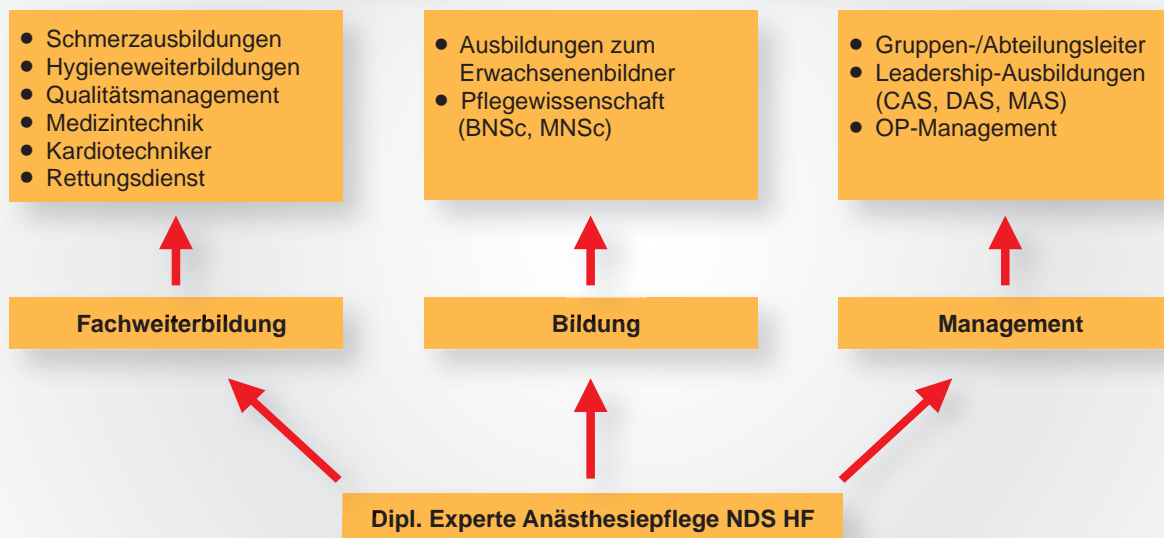 ● Schmerzausbildungen
● Hygieneweiterbildungen
● Qualitätsmanagement
● Medizintechnik
● Kardiotechniker
● Rettungsdienst
● Ausbildungen zum
Erwachsenenbildner
● Pflegewissenschaft
(BNSc, MNSc)
● Gruppen-/Abteilungsleiter
● Leadership-Ausbildungen
(CAS, DAS, MAS)
● OP-Management
Fachweiterbildung
Bildung
Management
Dipl. Experte Anästhesiepflege NDS HF